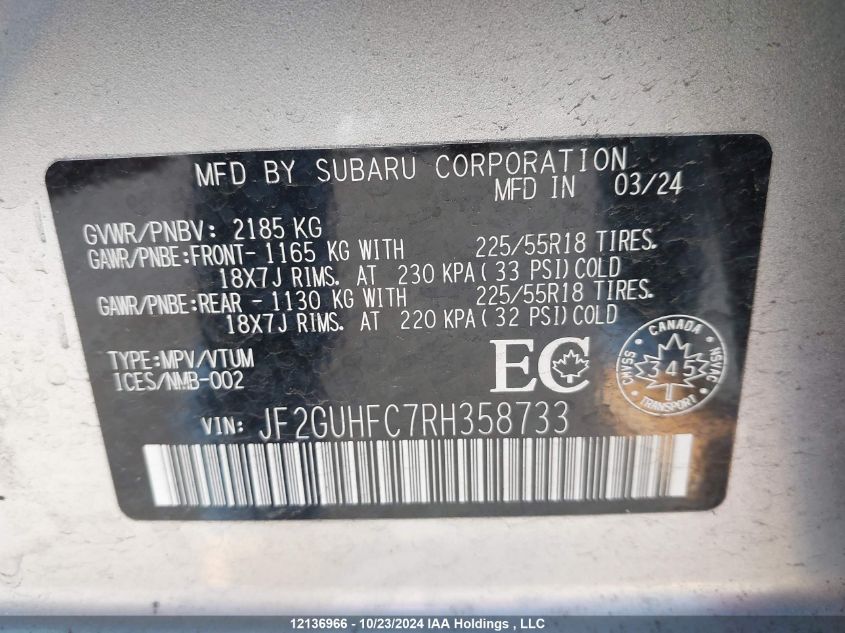 MFD BY SUBARU CORPORATION
MFD IN 03/24
GVWR/PNBV: 2185 KG
GAWR/PNBE:FRONT- 1165 KG WITH 225/55R18 TIRES.
18X7J RIMS. AT 230 KPA(33 PSI)COLD
GAWR/PNBE:REAR - 1130 KG WITH 225/55R18 TIRES.
18X7J RIMS. AT 220 KPA(32 PSI)COLD
TYPE:MPV/VTUM
ICES/NMB-002
EC
CANADA
CMVSS 345 NSVAC
TRANSPORT
VIN: JF2GUHFC7RH358733
12136966 - 10/23/2024 IAA Holdings , LLC